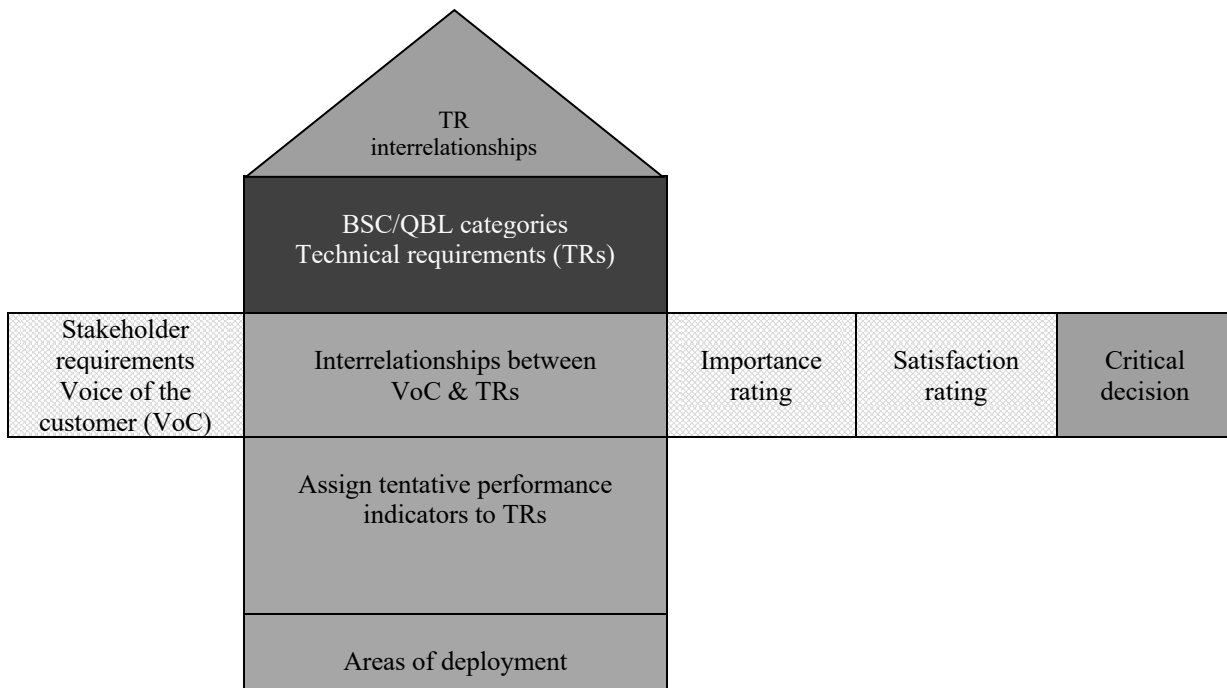 TR
interrelationships
BSC/QBL categories
Technical requirements (TRs)
Stakeholder
requirements
Voice of the
customer (VoC)
Interrelationships between
VoC & TRs
Importance
rating
Satisfaction
rating
Critical
decision
Assign tentative performance
indicators to TRs
Areas of deployment